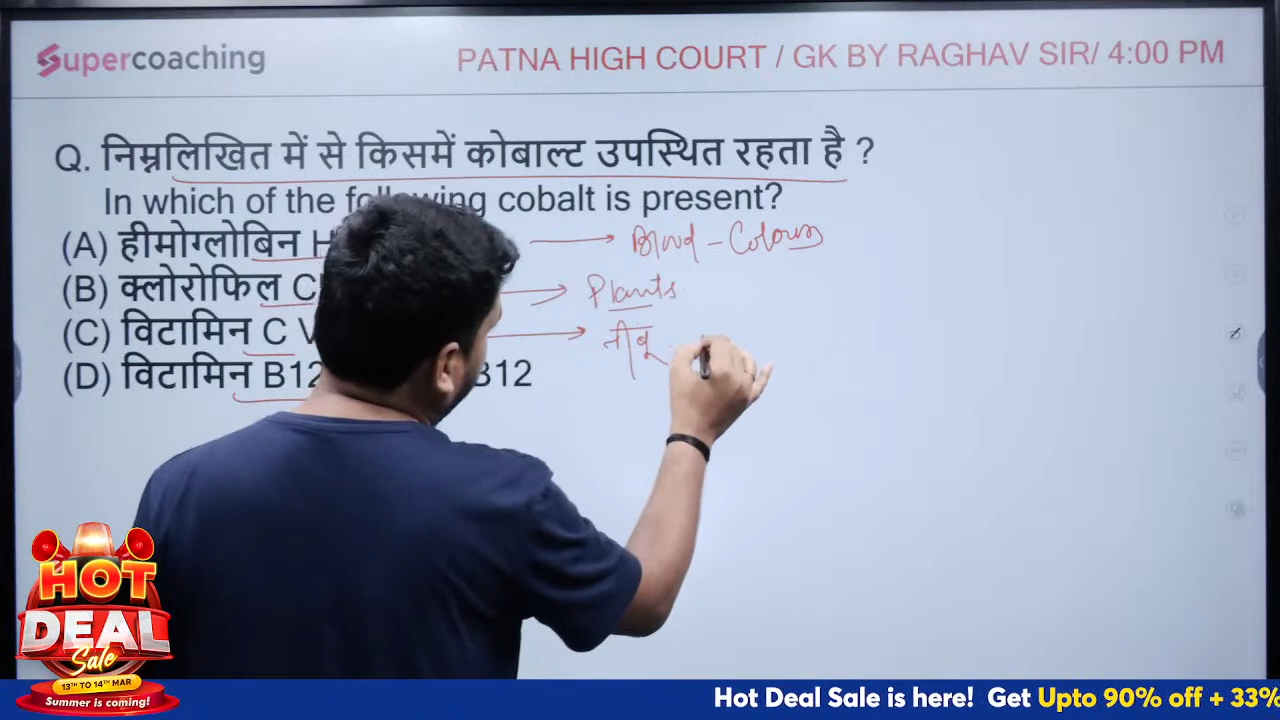 Supercoaching
PATNA HIGH COURT / GK BY RAGHAV SIR/ 4:00 PM
Q. निम्नलिखित में से किसमें कोबाल्ट उपस्थित रहता है ?
In which of the following cobalt is present?
(A) हीमोग्लोबिन H
Blood - Colour
(B) क्लोरोफिल C
Plants
(C) विटामिन C V
नीबू
(D) विटामिन B12 B12
HOT
DEAL
Sale
13TH TO 14TH MAR
Summer is coming!
Hot Deal Sale is here! Get Upto 90% off + 33%